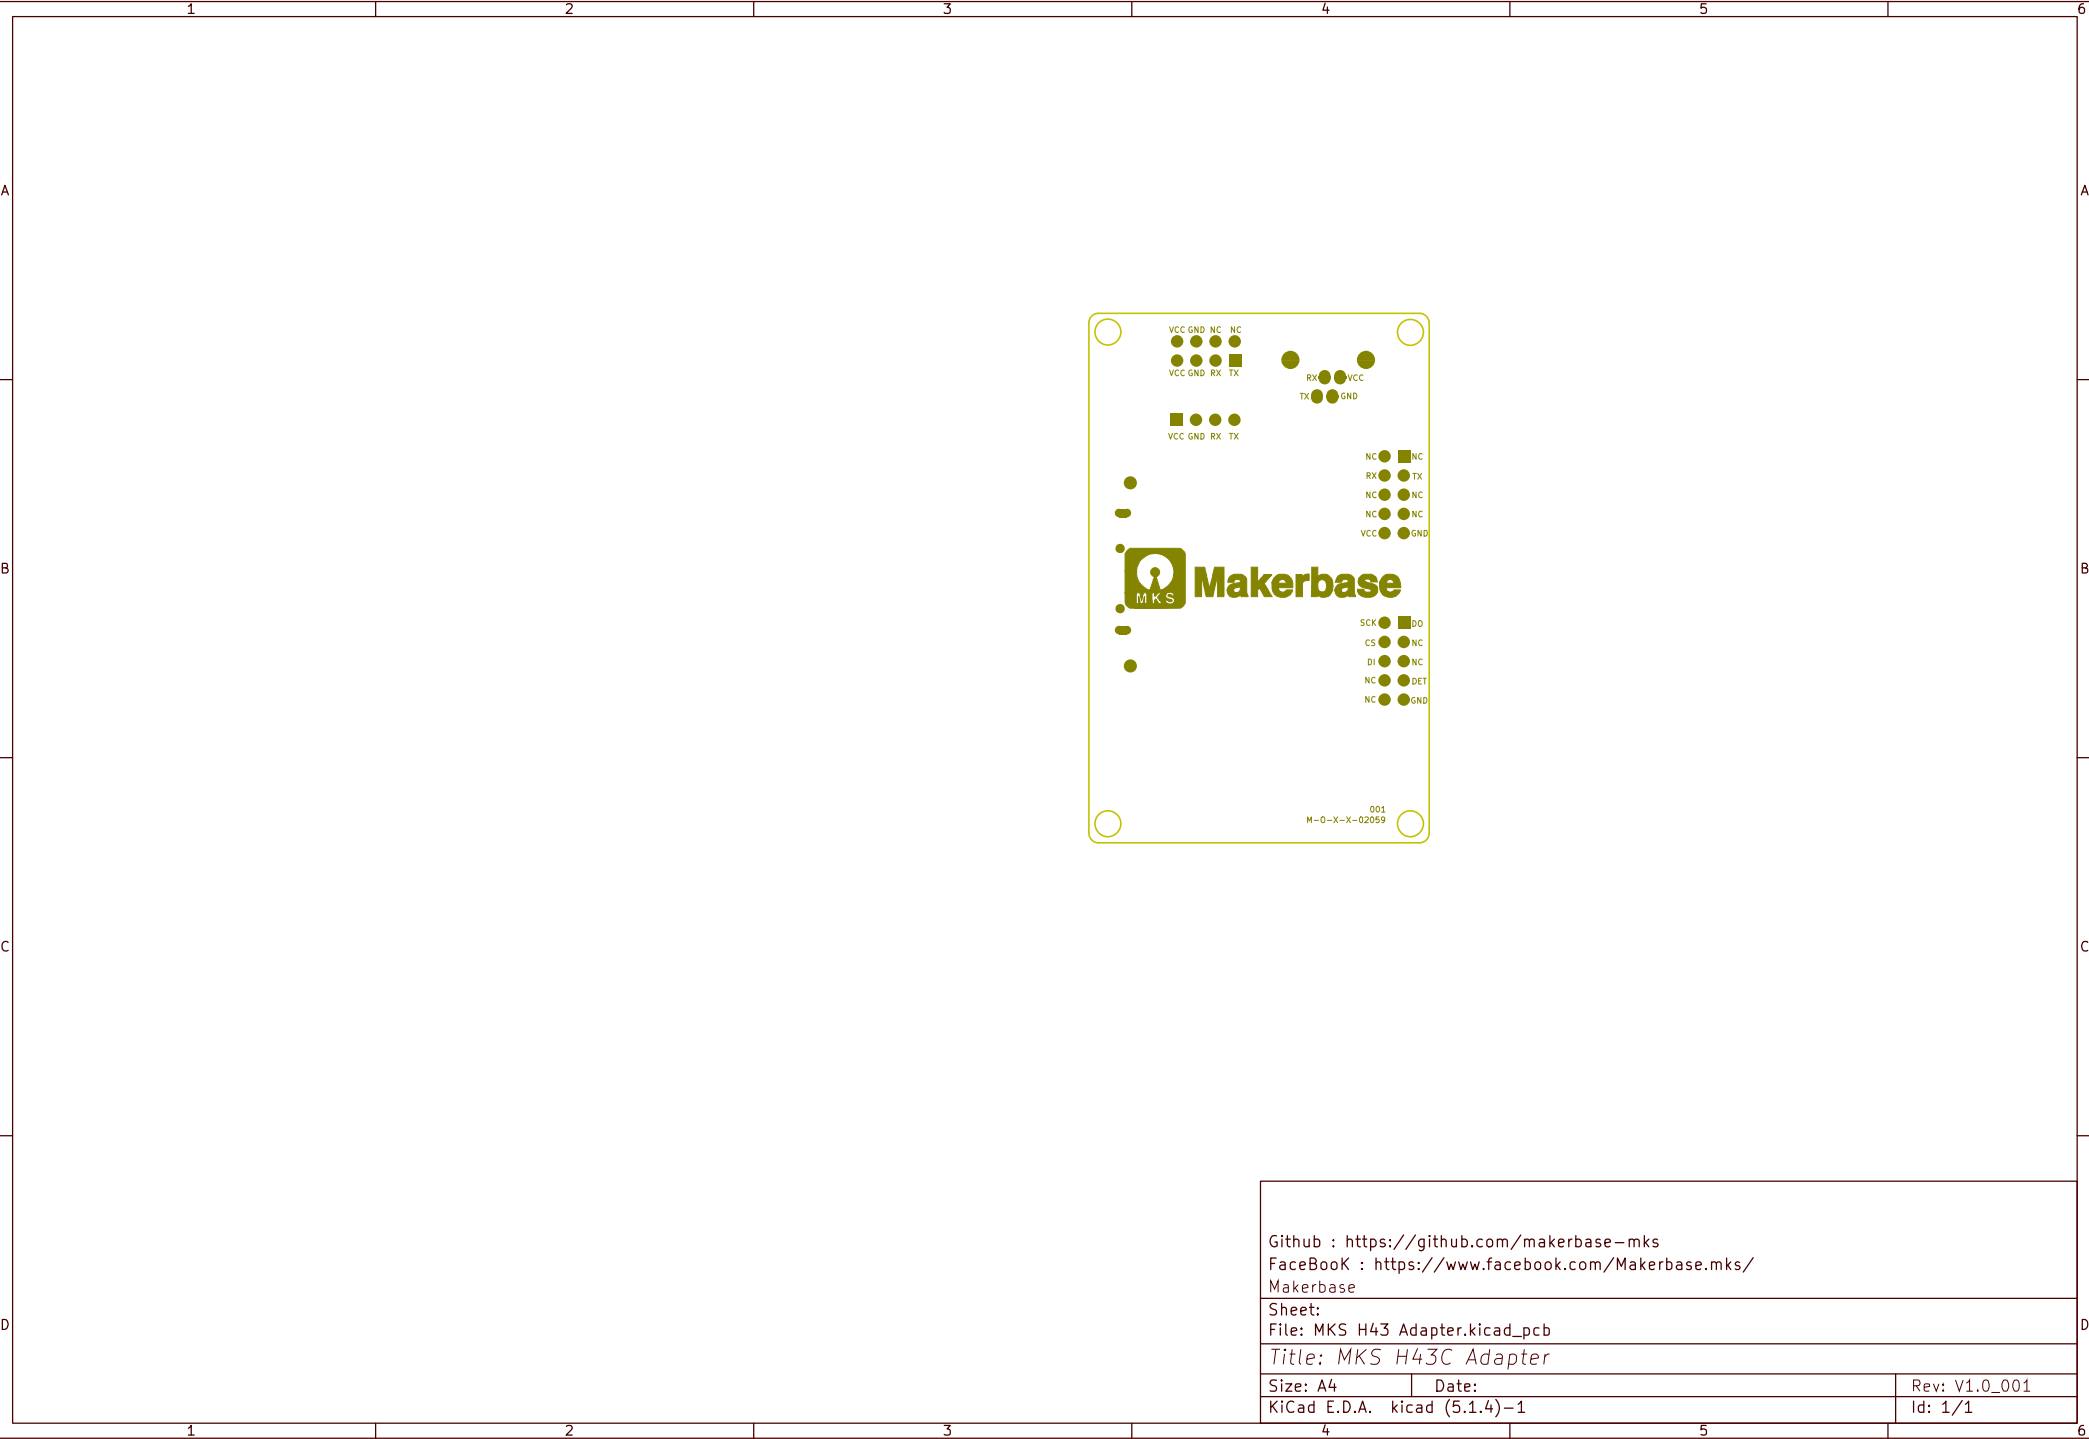 1 2 3 4 5 6
A A
VCC GND NC NC
VCC GND RX TX
RX VCC
TX GND
VCC GND RX TX
NC NC
RX TX
NC NC
NC NC
VCC GND
B B
Makerbase
MKS
SCK DO
CS NC
DI NC
NC DET
NC GND
001
M-O-X-X-02059
C C
Github : https://github.com/makerbase-mks
FaceBooK : https://www.facebook.com/Makerbase.mks/
Makerbase
Sheet:
D D
File: MKS H43 Adapter.kicad_pcb
Title: MKS H43C Adapter
Size: A4 Date: Rev: V1.0_001
KiCad E.D.A. kicad (5.1.4)-1 Id: 1/1
1 2 3 4 5 6